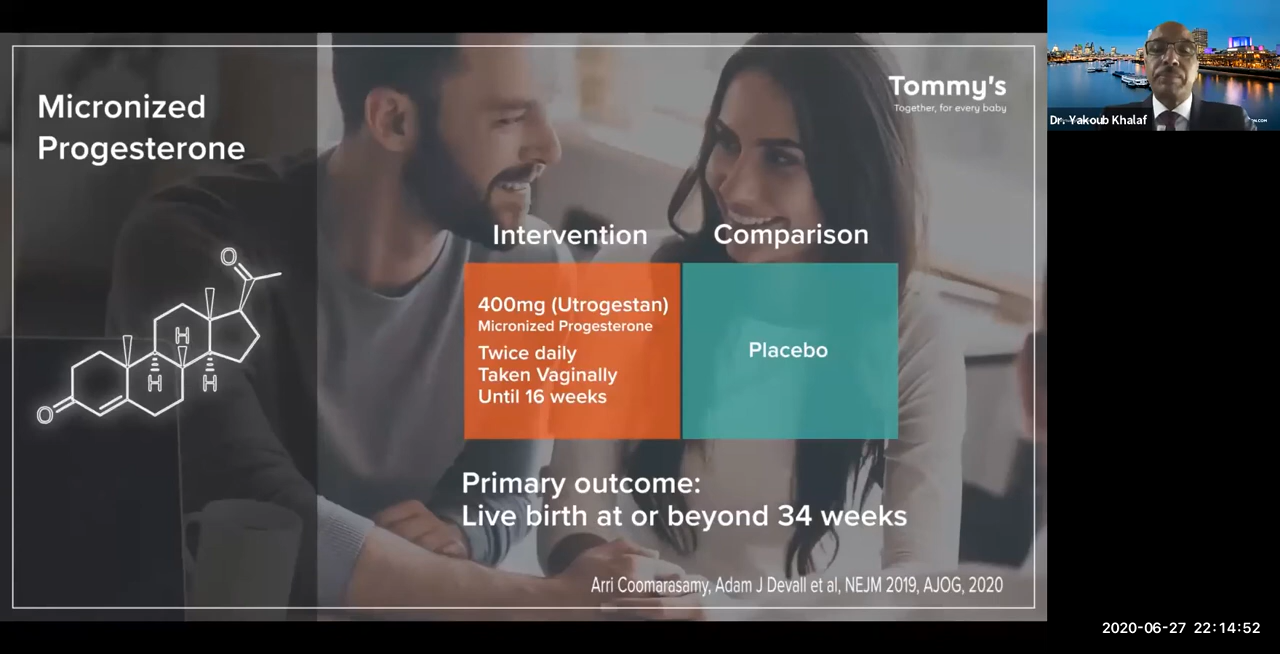 Micronized
Progesterone
Tommy's
Together, for every baby
Intervention
Comparison
400mg (Utrogestan)
Micronized Progesterone
Twice daily
Taken Vaginally
Until 16 weeks
Placebo
O
H
H
H
O
Primary outcome:
Live birth at or beyond 34 weeks
Arri Coomarasamy, Adam J Devall et al, NEJM 2019, AJOG, 2020
Dr. Yakoub Khalaf
2020-06-27 22:14:52